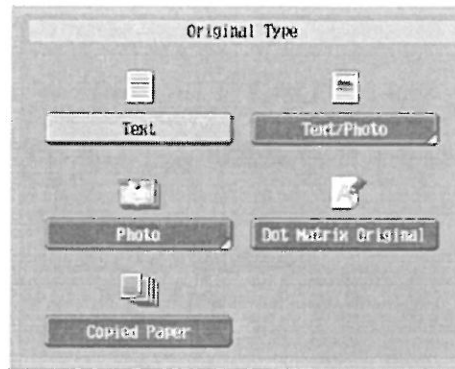 Original Type
Text
Text/Photo
Photo
Dot Matrix Original
Copied Paper